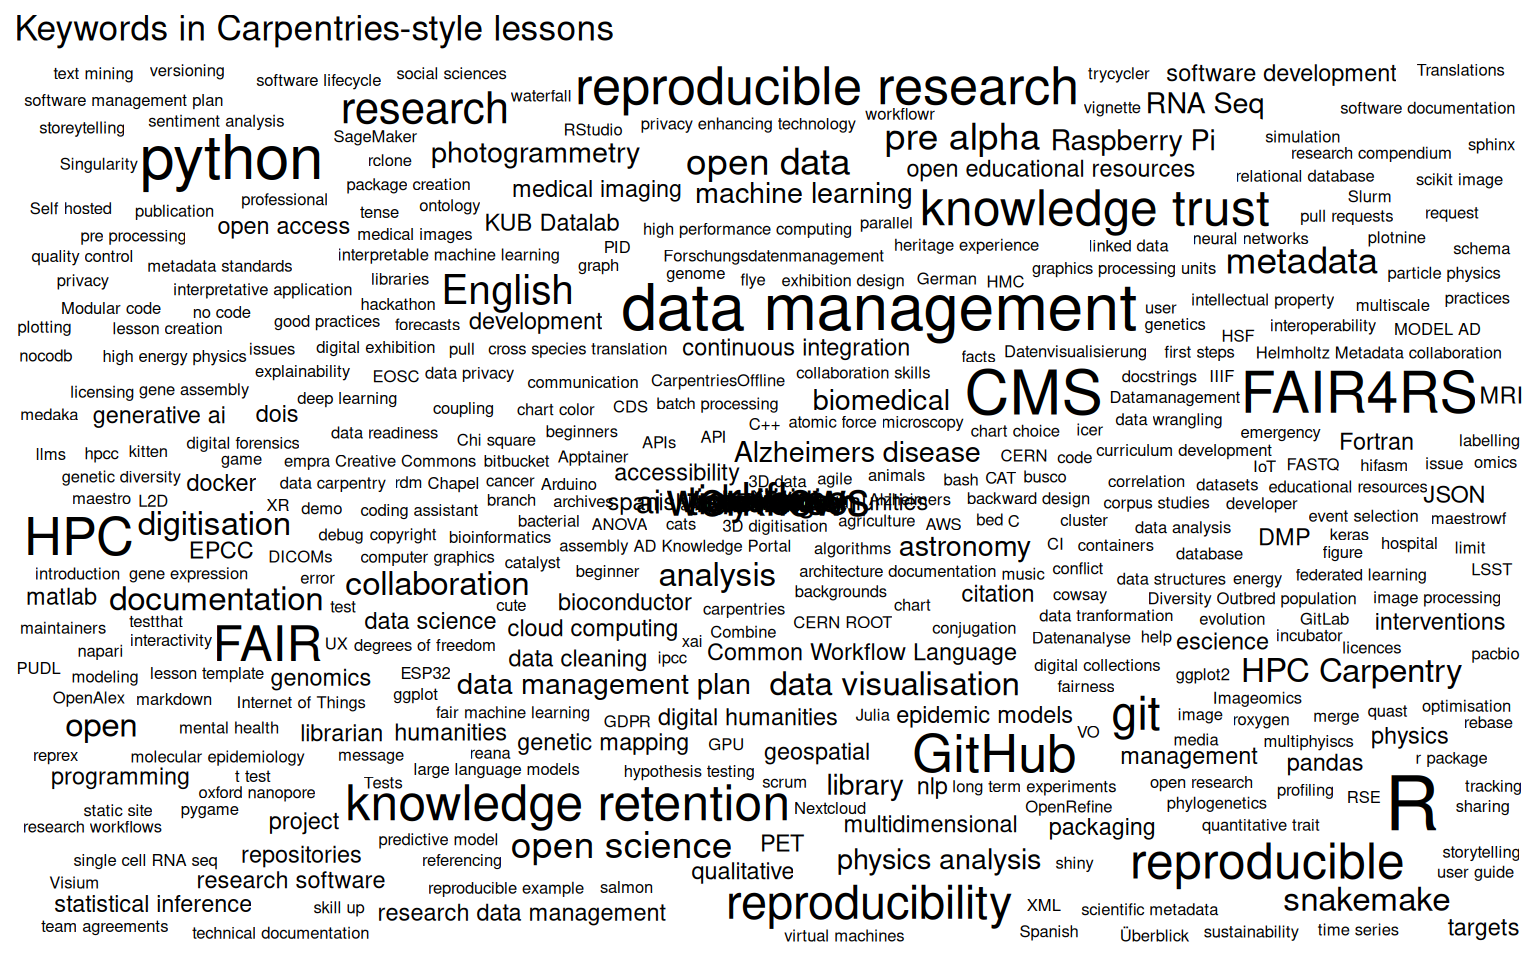 Keywords in Carpentries-style lessons
text mining versioning software lifecycle social sciences reproducible research trycycler software development Translations
software management plan research waterfall workflowr vignette RNA Seq software documentation
storeytelling sentiment analysis SageMaker RStudio privacy enhancing technology pre alpha Raspberry Pi simulation research compendium sphinx
Singularity python rclone photogrammetry open data open educational resources relational database scikit image
package creation medical imaging machine learning knowledge trust Slurm
Self hosted publication professional tense ontology KUB Datalab high performance computing parallel pull requests request
pre processing open access medical images PID heritage experience linked data neural networks plotnine schema
quality control metadata standards interpretable machine learning graph Forschungsdatenmanagement graphics processing units metadata particle physics
privacy interpretative application libraries English genome flye exhibition design German HMC
Modular code no code hackathon data management user intellectual property multiscale practices
plotting lesson creation good practices forecasts development genetics HSF interoperability MODEL AD
nocodb high energy physics issues digital exhibition pull cross species translation continuous integration facts Datenvisualisierung first steps Helmholtz Metadata collaboration
explainability EOSC data privacy communication CarpentriesOffline collaboration skills CMS docstrings IIIF FAIR4RS MRI
licensing gene assembly deep learning biomedical Datamanagement
medaka generative ai dois coupling chart color CDS batch processing C++ atomic force microscopy data wrangling
llms hpcc kitten digital forensics data readiness Chi square beginners APIs API chart choice icer emergency Fortran labelling
game empra Creative Commons bitbucket Apptainer Alzheimers disease CERN code curriculum development IoT FASTQ hifasm issue omics
genetic diversity docker data carpentry rdm Chapel cancer Arduino accessibility 3D data agile animals bash CAT busco correlation datasets educational resources
maestro L2D XR demo coding assistant branch archives backward design corpus studies developer JSON
HPC digitisation debug copyright bioinformatics bacterial ANOVA cats 3D digitisation agriculture AWS bed C cluster data analysis event selection maestrowf
EPCC DICOMs computer graphics catalyst assembly AD Knowledge Portal algorithms astronomy CI containers database DMP keras figure hospital limit
introduction gene expression error collaboration beginner analysis architecture documentation music conflict data structures energy federated learning LSST
matlab documentation test cute bioconductor backgrounds citation cowsay Diversity Outbred population image processing
maintainers testthat data science cloud computing carpentries chart data tranformation evolution GitLab interventions
interactivity FAIR UX degrees of freedom xai Combine CERN ROOT conjugation Datenanalyse help escience incubator
napari data cleaning ipcc Common Workflow Language licences pacbio
PUDL modeling lesson template genomics ESP32 data management plan data visualisation digital collections ggplot2 HPC Carpentry
OpenAlex markdown Internet of Things ggplot fairness Imageomics
open mental health librarian humanities fair machine learning GDPR digital humanities Julia epidemic models VO git image roxygen merge quast optimisation rebase
reprex molecular epidemiology message reana genetic mapping GPU geospatial GitHub media management multiphyiscs physics
programming t test Tests large language models hypothesis testing scrum library nlp long term experiments open research pandas r package
oxford nanopore knowledge retention profiling RSE R tracking
static site pygame Nextcloud OpenRefine phylogenetics sharing
research workflows project multidimensional packaging quantitative trait
single cell RNA seq repositories predictive model referencing open science PET physics analysis shiny reproducible storytelling
Visium research software reproducible example salmon qualitative user guide
statistical inference skill up research data management reproducibility XML scientific metadata snakemake
team agreements technical documentation virtual machines Spanish Überblick sustainability time series targets